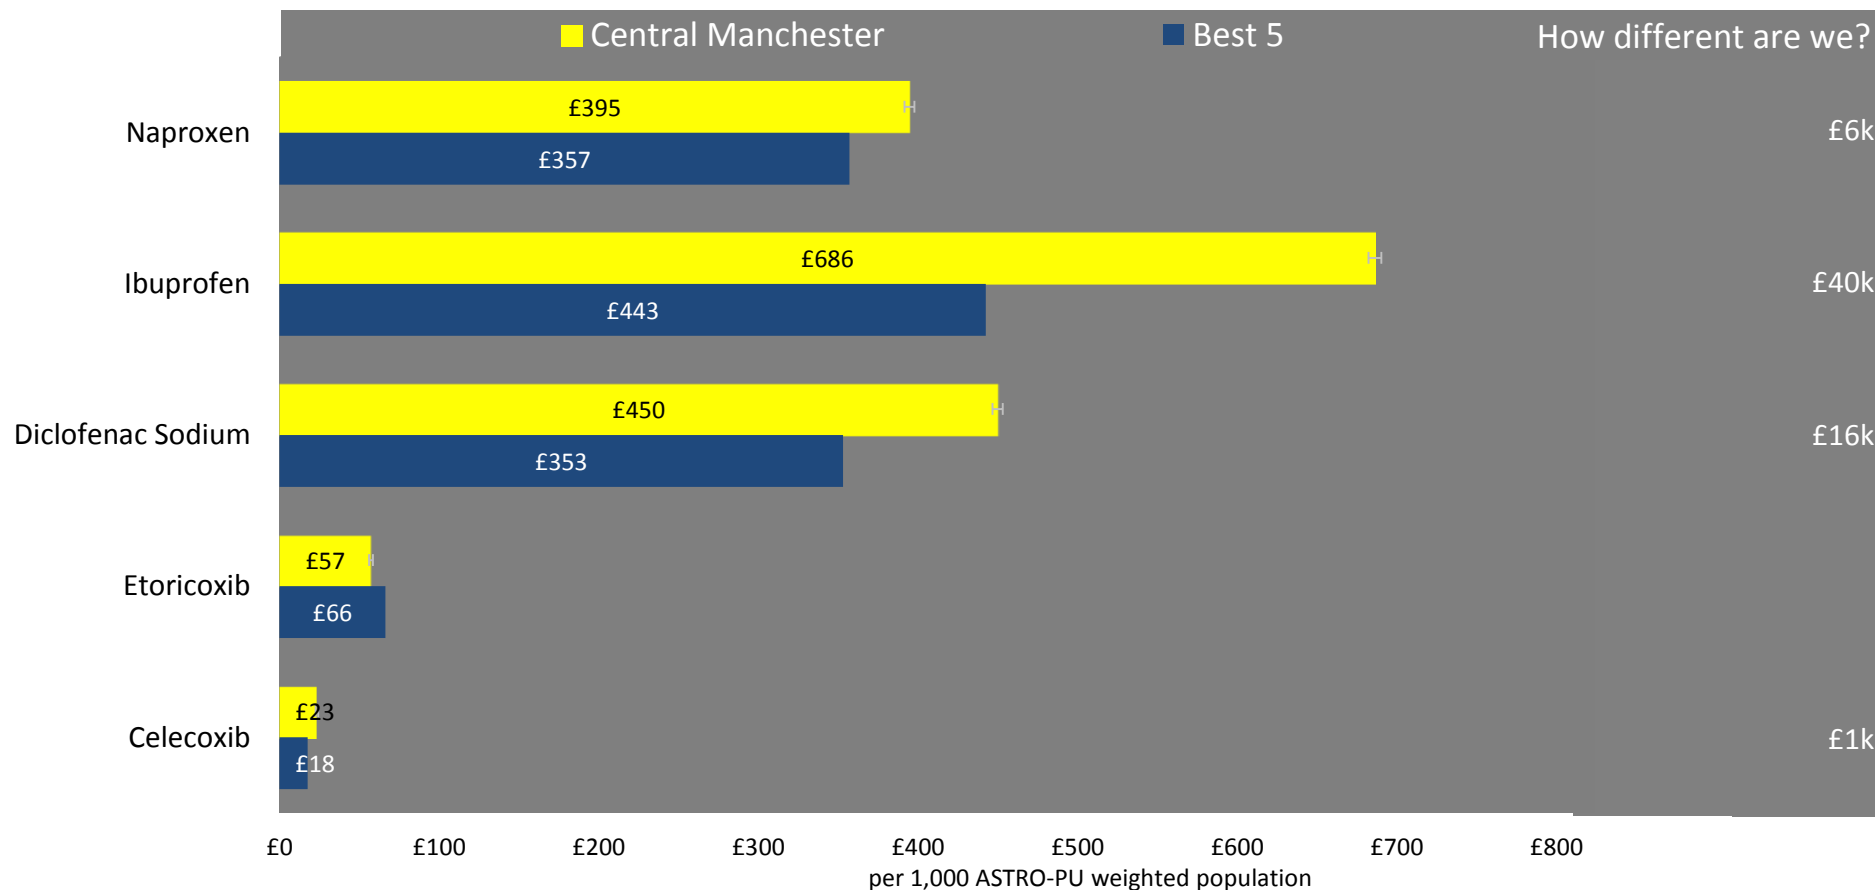 Central Manchester Best 5 How different are we?
Naproxen £395 £357 £6k
Ibuprofen £686 £443 £40k
Diclofenac Sodium £450 £353 £16k
Etoricoxib £57 £66
Celecoxib £23 £18 £1k
£0 £100 £200 £300 £400 £500 £600 £700 £800
per 1,000 ASTRO-PU weighted population